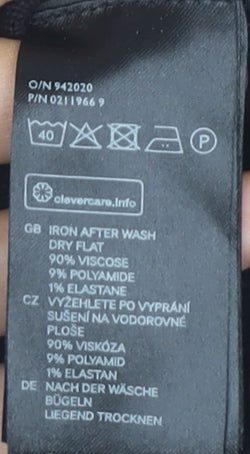 O/N 942020
P/N 0211966 9
40
P
clevercare.info
GB IRON AFTER WASH
DRY FLAT
90% VISCOSE
9% POLYAMIDE
1% ELASTANE
CZ VYŽEHLETE PO VYPRÁNÍ
SUŠENÍ NA VODOROVNÉ
PLOŠE
90% VISKÓZA
9% POLYAMID
1% ELASTAN
DE NACH DER WÄSCHE
BÜGELN
LIEGEND TROCKNEN